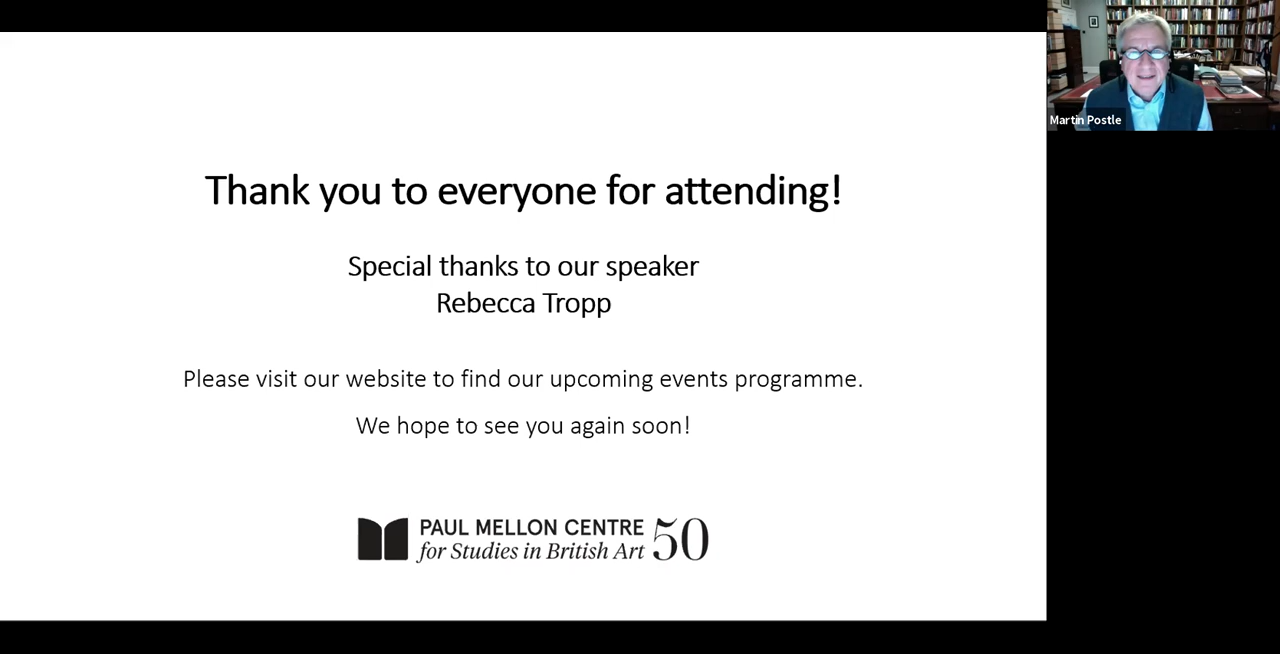 Thank you to everyone for attending!
Special thanks to our speaker
Rebecca Tropp
Please visit our website to find our upcoming events programme.
We hope to see you again soon!
PAUL MELLON CENTRE
for Studies in British Art
50
Martin Postle